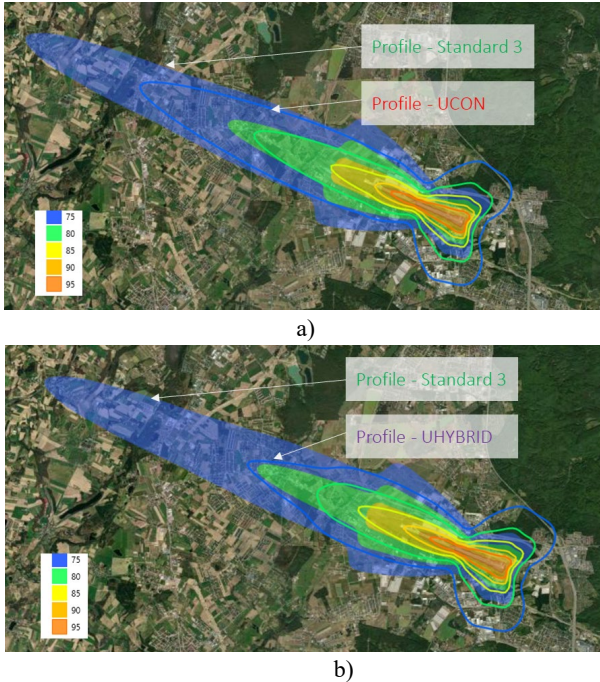 Profile - Standard 3
Profile - UCON
75
80
85
90
95
a)
Profile - Standard 3
Profile - UHYBRID
75
80
85
90
95
b)